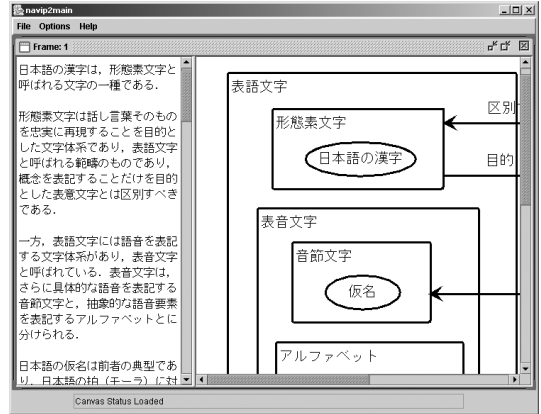 navip2main
File Options Help
Frame: 1
日本語の漢字は，形態素文字と
呼ばれる文字の一種である．
形態素文字は話し言葉そのもの
を忠実に再現することを目的と
した文字体系であり，表語文字
と呼ばれる範疇のものであり，
概念を表記することだけを目的
とした表意文字とは区別すべき
である．
一方，表語文字には語音を表記
する文字体系があり，表音文字
と呼ばれている．表音文字は，
さらに具体的な語音を表記する
音節文字と，抽象的な語音要素
を表記するアルファベットとに
分けられる．
日本語の仮名は前者の典型であ
り，日本語の拍（モーラ）に対
表語文字
形態素文字
区別
日本語の漢字
目的
表音文字
音節文字
仮名
アルファベット
Canvas Status Loaded